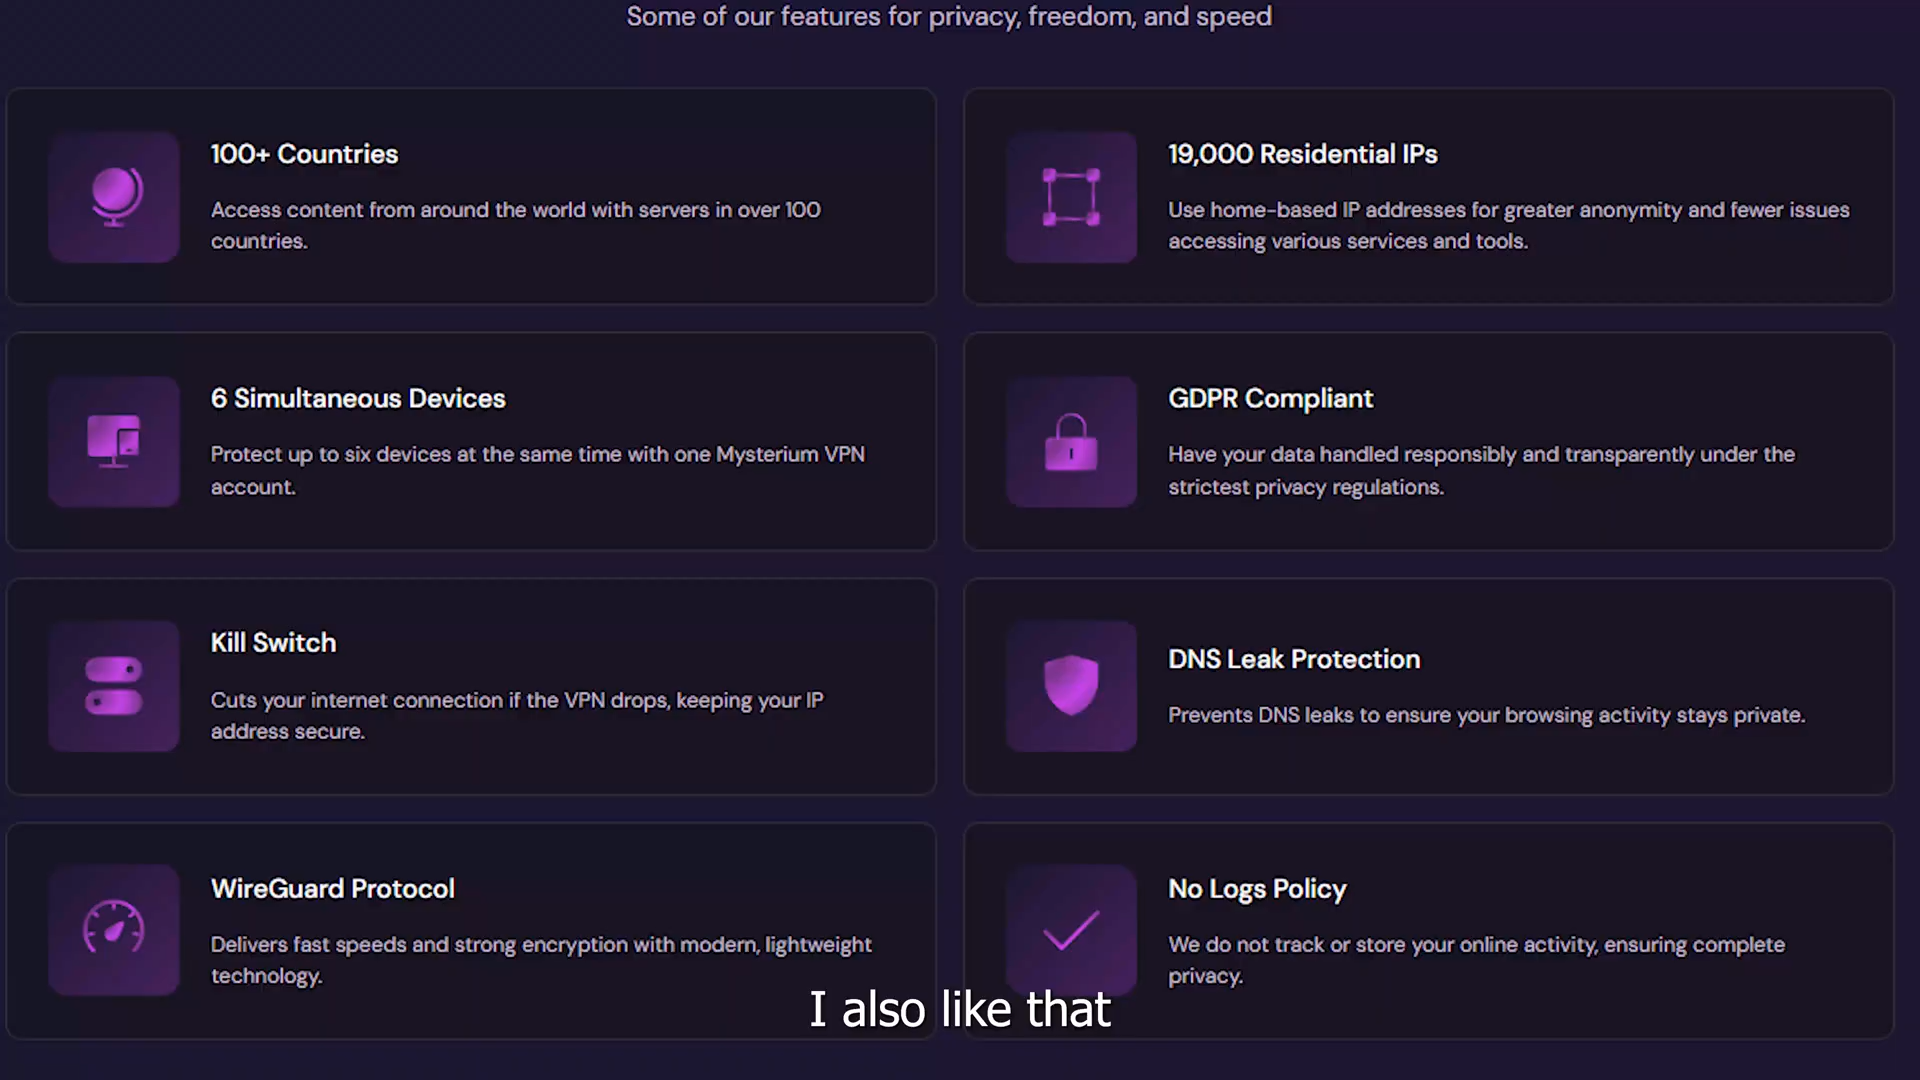 Some of our features for privacy, freedom, and speed
100+ Countries
Access content from around the world with servers in over 100
countries.
19,000 Residential IPs
Use home-based IP addresses for greater anonymity and fewer issues
accessing various services and tools.
6 Simultaneous Devices
Protect up to six devices at the same time with one Mysterium VPN
account.
GDPR Compliant
Have your data handled responsibly and transparently under the
strictest privacy regulations.
Kill Switch
Cuts your internet connection if the VPN drops, keeping your IP
address secure.
DNS Leak Protection
Prevents DNS leaks to ensure your browsing activity stays private.
WireGuard Protocol
Delivers fast speeds and strong encryption with modern, lightweight
technology.
No Logs Policy
We do not track or store your online activity, ensuring complete
privacy.
I also like that